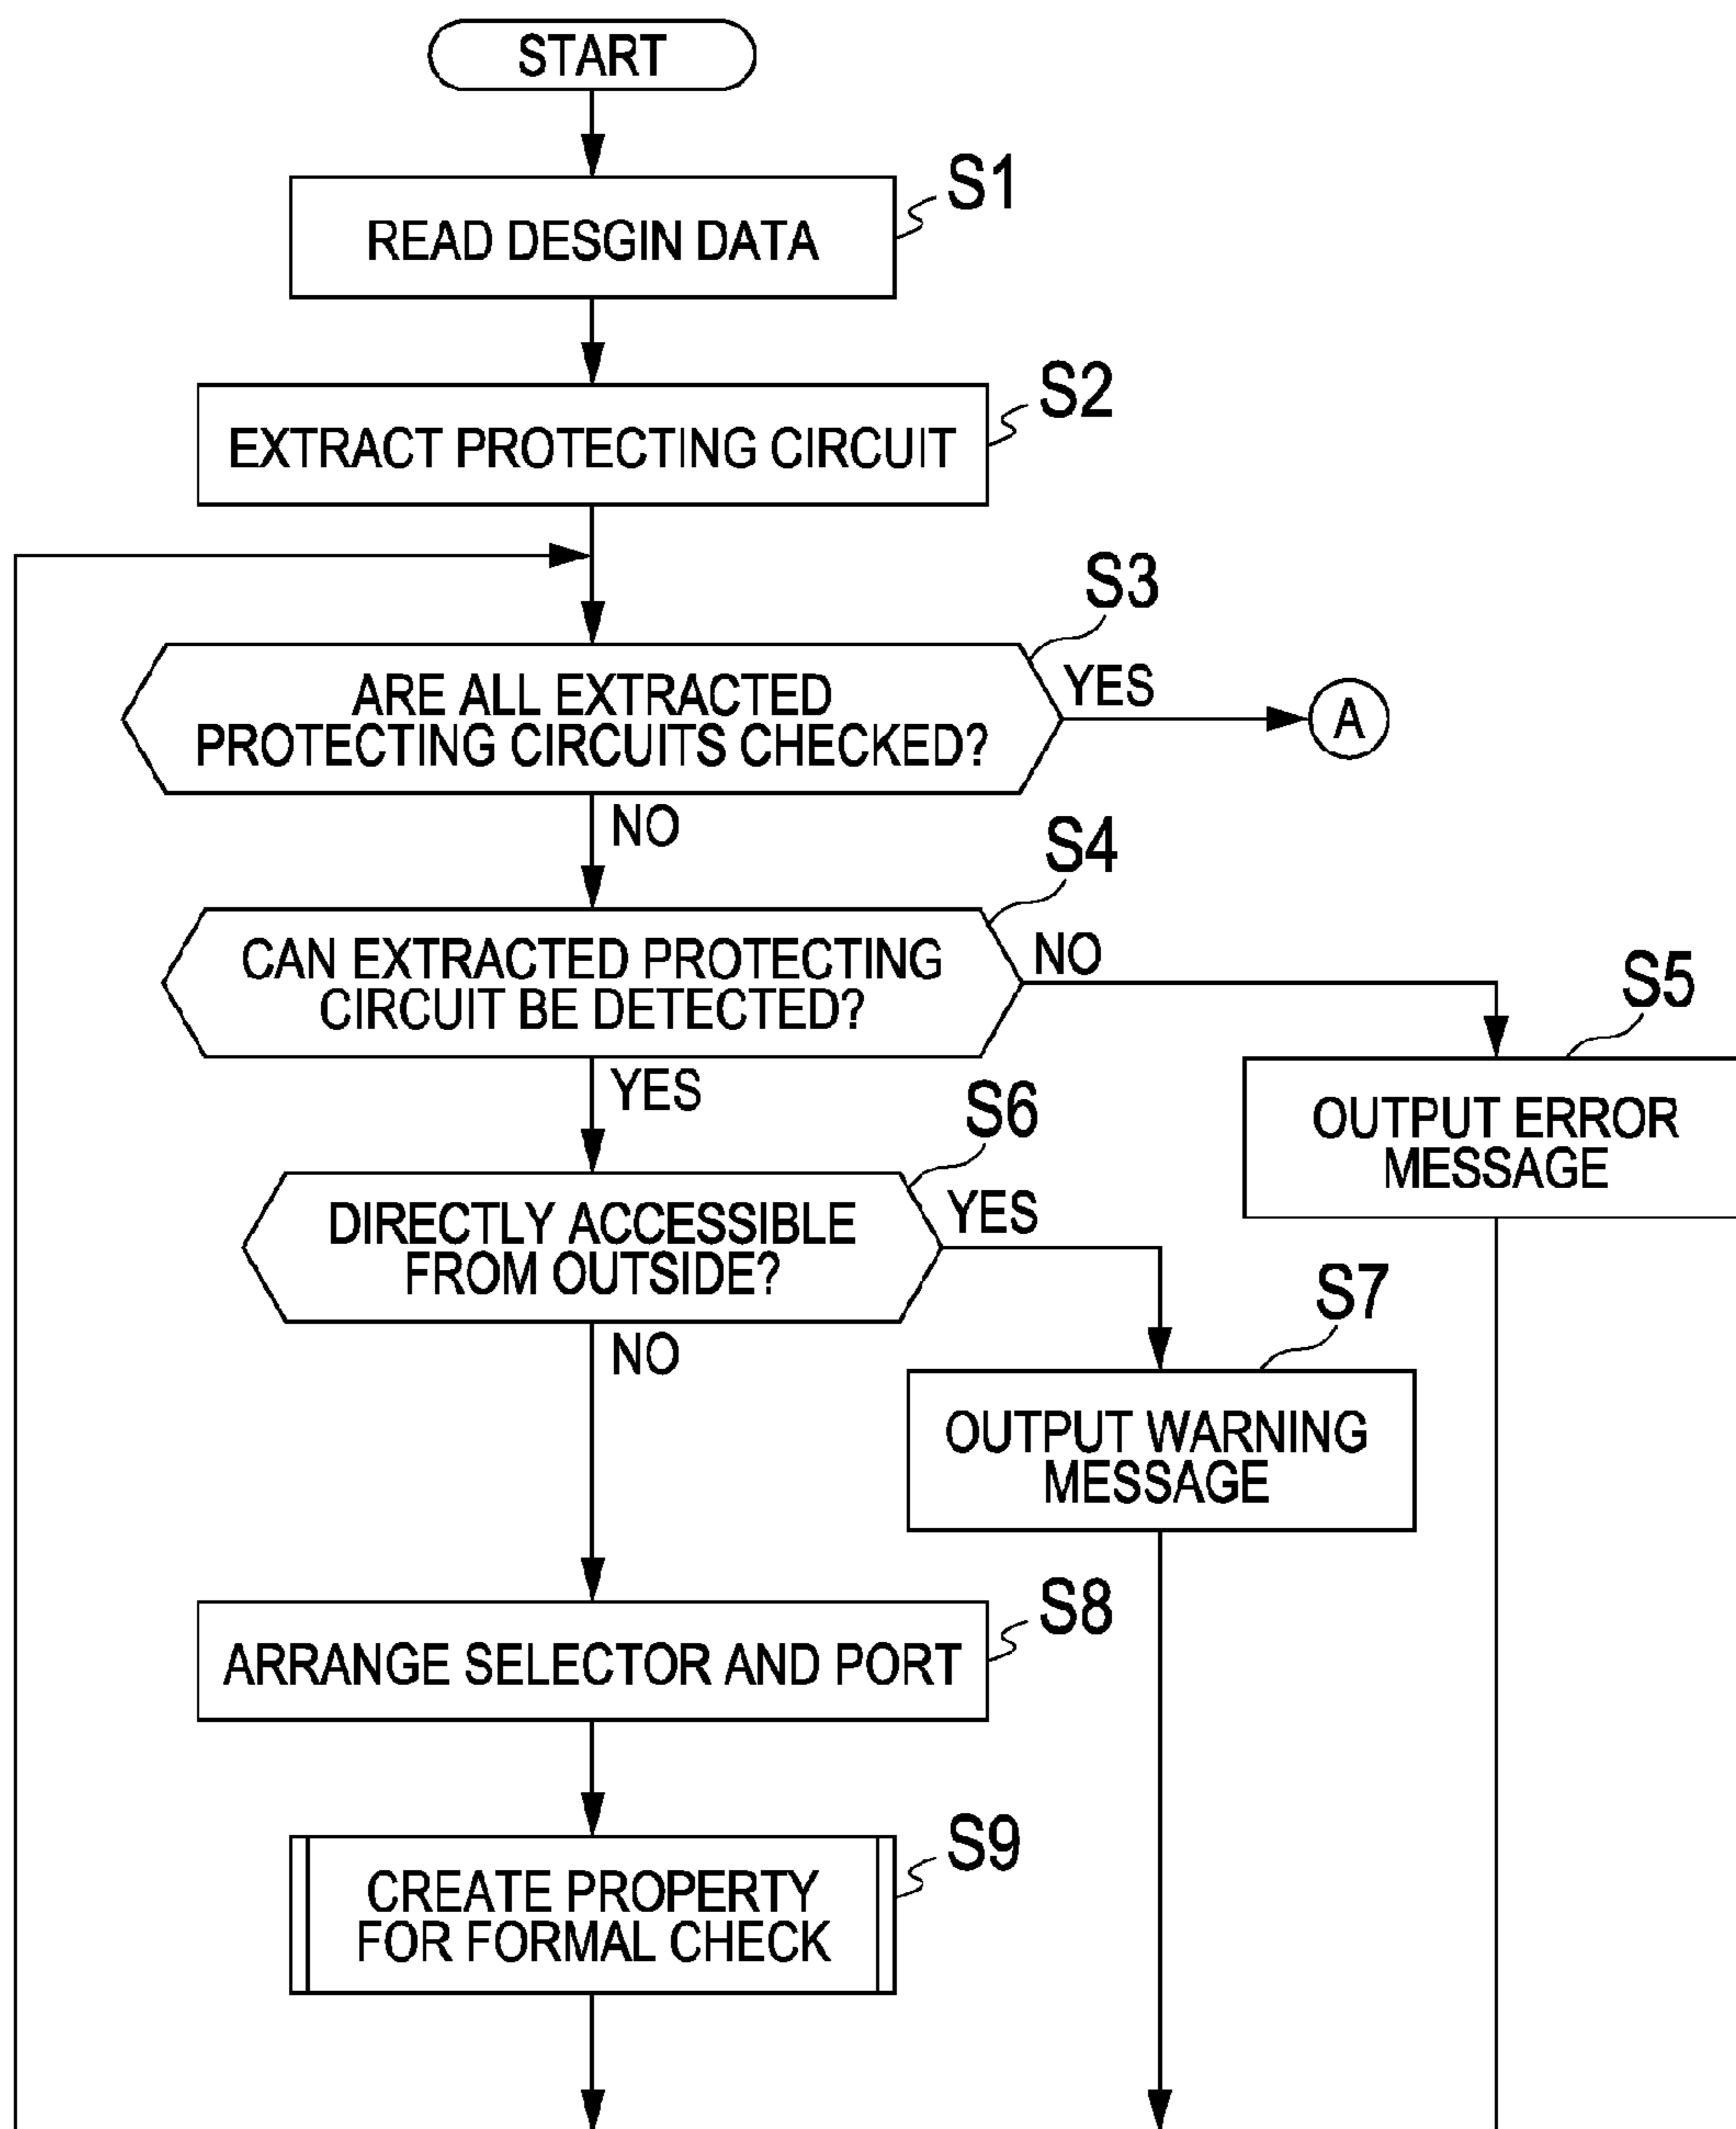 START
S1
READ DESGIN DATA
S2
EXTRACT PROTECTING CIRCUIT
S3
ARE ALL EXTRACTED
PROTECTING CIRCUITS CHECKED?
YES
A
NO
S4
CAN EXTRACTED PROTECTING
CIRCUIT BE DETECTED?
NO
S5
OUTPUT ERROR
MESSAGE
YES
S6
DIRECTLY ACCESSIBLE
FROM OUTSIDE?
YES
S7
OUTPUT WARNING
MESSAGE
NO
S8
ARRANGE SELECTOR AND PORT
S9
CREATE PROPERTY
FOR FORMAL CHECK